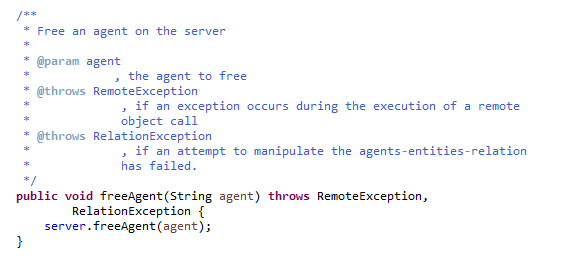 /**
 * Free an agent on the server
 *
 * @param agent
 *            , the agent to free
 * @throws RemoteException
 *             , if an exception occurs during the execution of a remote
 *             object call
 * @throws RelationException
 *             , if an attempt to manipulate the agents-entities-relation
 *             has failed.
 */
public void freeAgent(String agent) throws RemoteException,
        RelationException {
    server.freeAgent(agent);
}